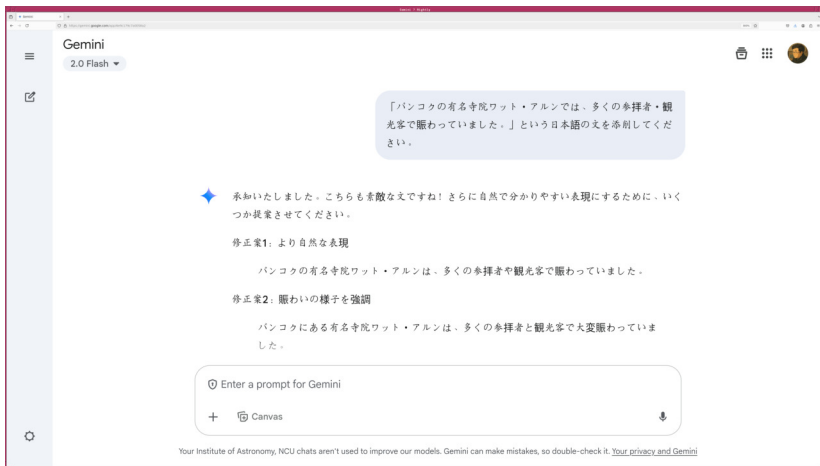 Gemini
2.0 Flash
「バンコクの有名寺院ワット・アルンでは、多くの参拝者・観
光客で賑わっていました。」という日本語の文を添削してくだ
さい。
承知いたしました。こちらも素敵な文ですね！さらに自然で分かりやすい表現にするために、いく
つか提案させてください。
修正案1：より自然な表現
バンコクの有名寺院ワット・アルンは、多くの参拝者や観光客で賑わっていました。
修正案2：賑わいの様子を強調
バンコクにある有名寺院ワット・アルンは、多くの参拝者と観光客で大変賑わっていま
した。
Enter a prompt for Gemini
Canvas
Your Institute of Astronomy, NCU chats aren't used to improve our models. Gemini can make mistakes, so double-check it. Your privacy and Gemini